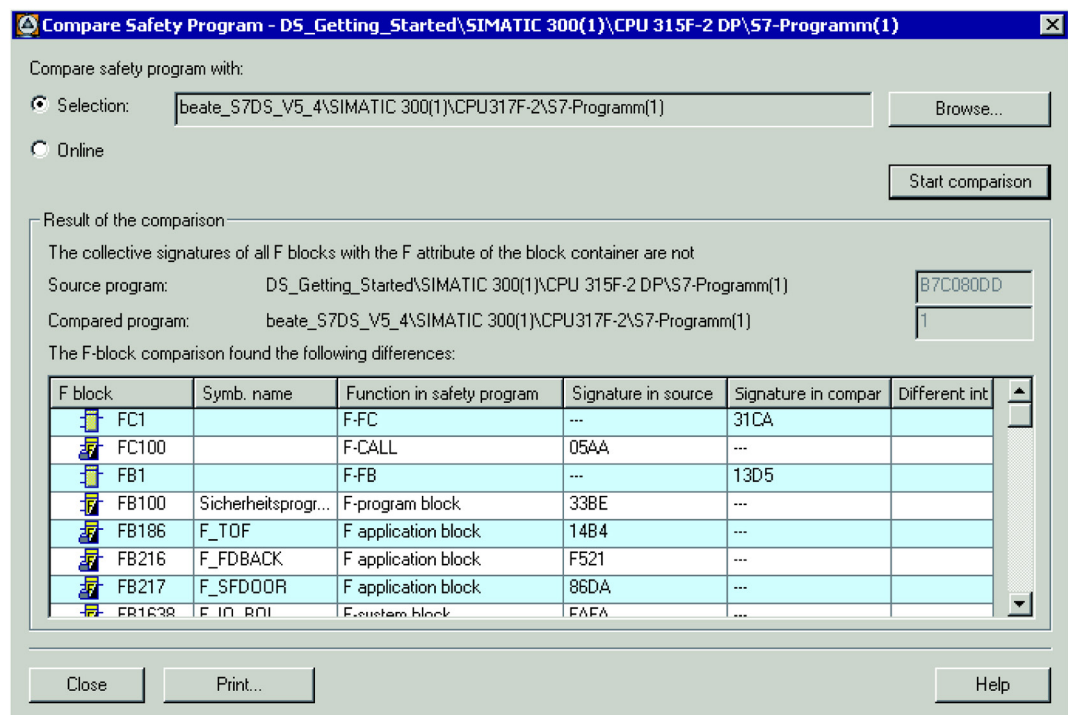 Compare Safety Program - DS_Getting_Started\SIMATIC 300(1)\CPU 315F-2 DP\S7-Programm(1)
Compare safety program with:
Selection: beate_S7DS_V5_4\SIMATIC 300(1)\CPU317F-2\S7-Programm(1) Browse...
Online
Start comparison
Result of the comparison
The collective signatures of all F blocks with the F attribute of the block container are not
Source program: DS_Getting_Started\SIMATIC 300(1)\CPU 315F-2 DP\S7-Programm(1) B7C080DD
Compared program: beate_S7DS_V5_4\SIMATIC 300(1)\CPU317F-2\S7-Programm(1) 1
The F-block comparison found the following differences:
F block Symb. name Function in safety program Signature in source Signature in compar Different int
FC1 F-FC --- 31CA
FC100 F-CALL 05AA ---
FB1 F-FB --- 13D5
FB100 Sicherheitsprogr... F-program block 33BE ---
FB186 F_TOF F application block 14B4 ---
FB216 F_FDBACK F application block F521 ---
FB217 F_SFDOOR F application block 86DA ---
FB1638 F-system block ---
Close Print... Help